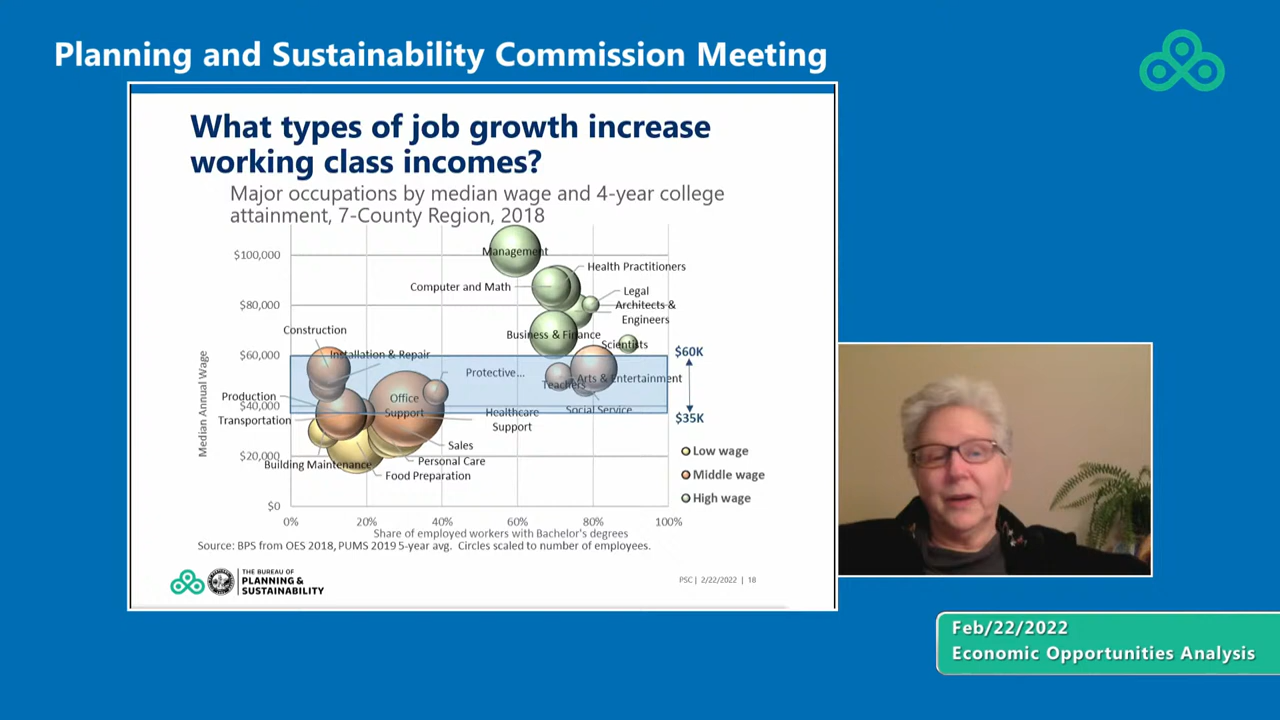 Planning and Sustainability Commission Meeting
What types of job growth increase
working class incomes?
Major occupations by median wage and 4-year college
attainment, 7-County Region, 2018
Median Annual Wage
$100,000
$80,000
$60,000
$40,000
$20,000
$0
0%
20%
40%
60%
80%
100%
Share of employed workers with Bachelor's degrees
Management
Health Practitioners
Computer and Math
Legal
Architects &
Engineers
Business & Finance
Scientists
Construction
Installation & Repair
Protective...
Arts & Entertainment
Teachers
Social Service
Production
Transportation
Office
Support
Healthcare
Support
Sales
Personal Care
Building Maintenance
Food Preparation
$60K
$35K
Low wage
Middle wage
High wage
Source: BPS from OES 2018, PUMS 2019 5-year avg. Circles scaled to number of employees.
THE BUREAU OF
PLANNING &
SUSTAINABILITY
PSC | 2/22/2022 | 18
Feb/22/2022
Economic Opportunities Analysis